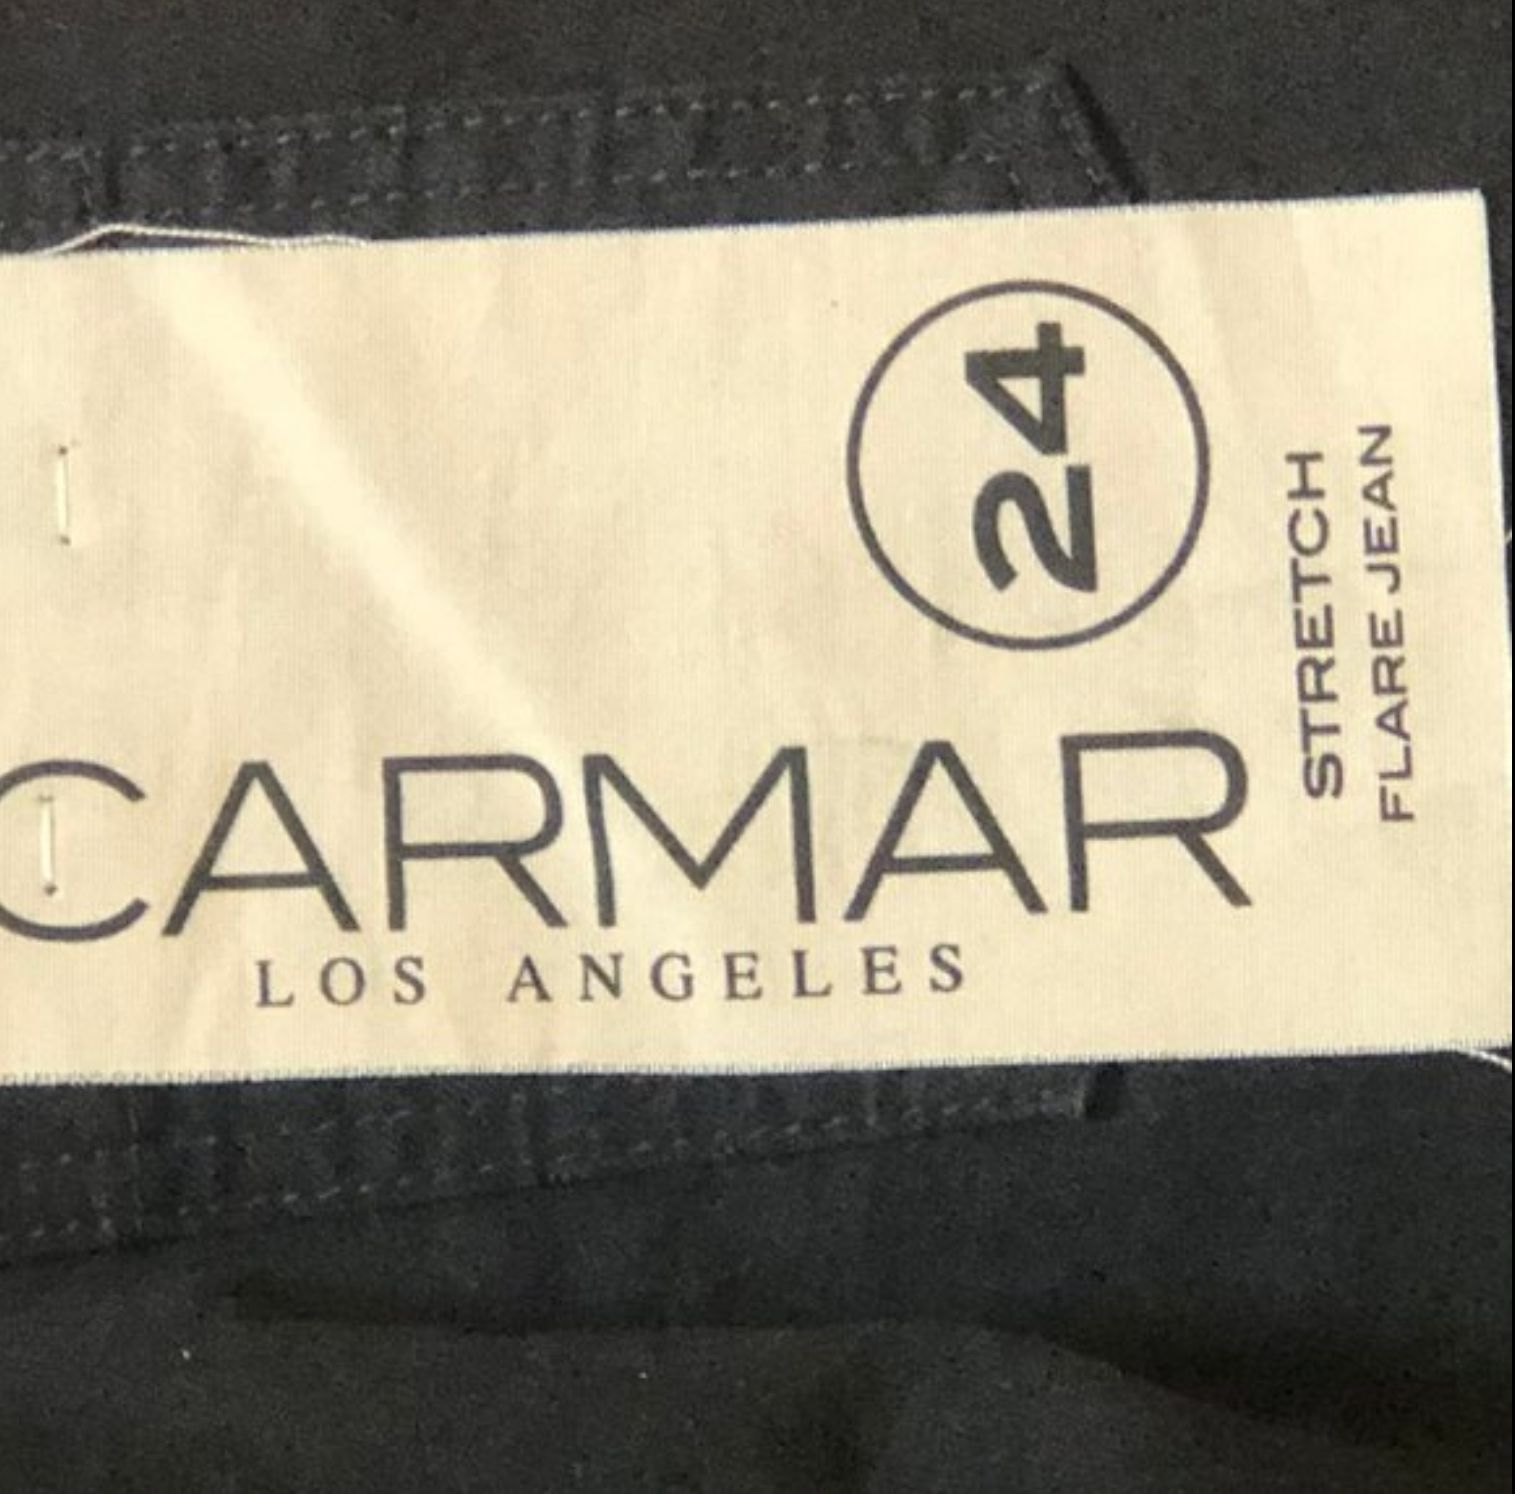 24
STRETCH
FLARE JEAN
CARMAR
LOS ANGELES